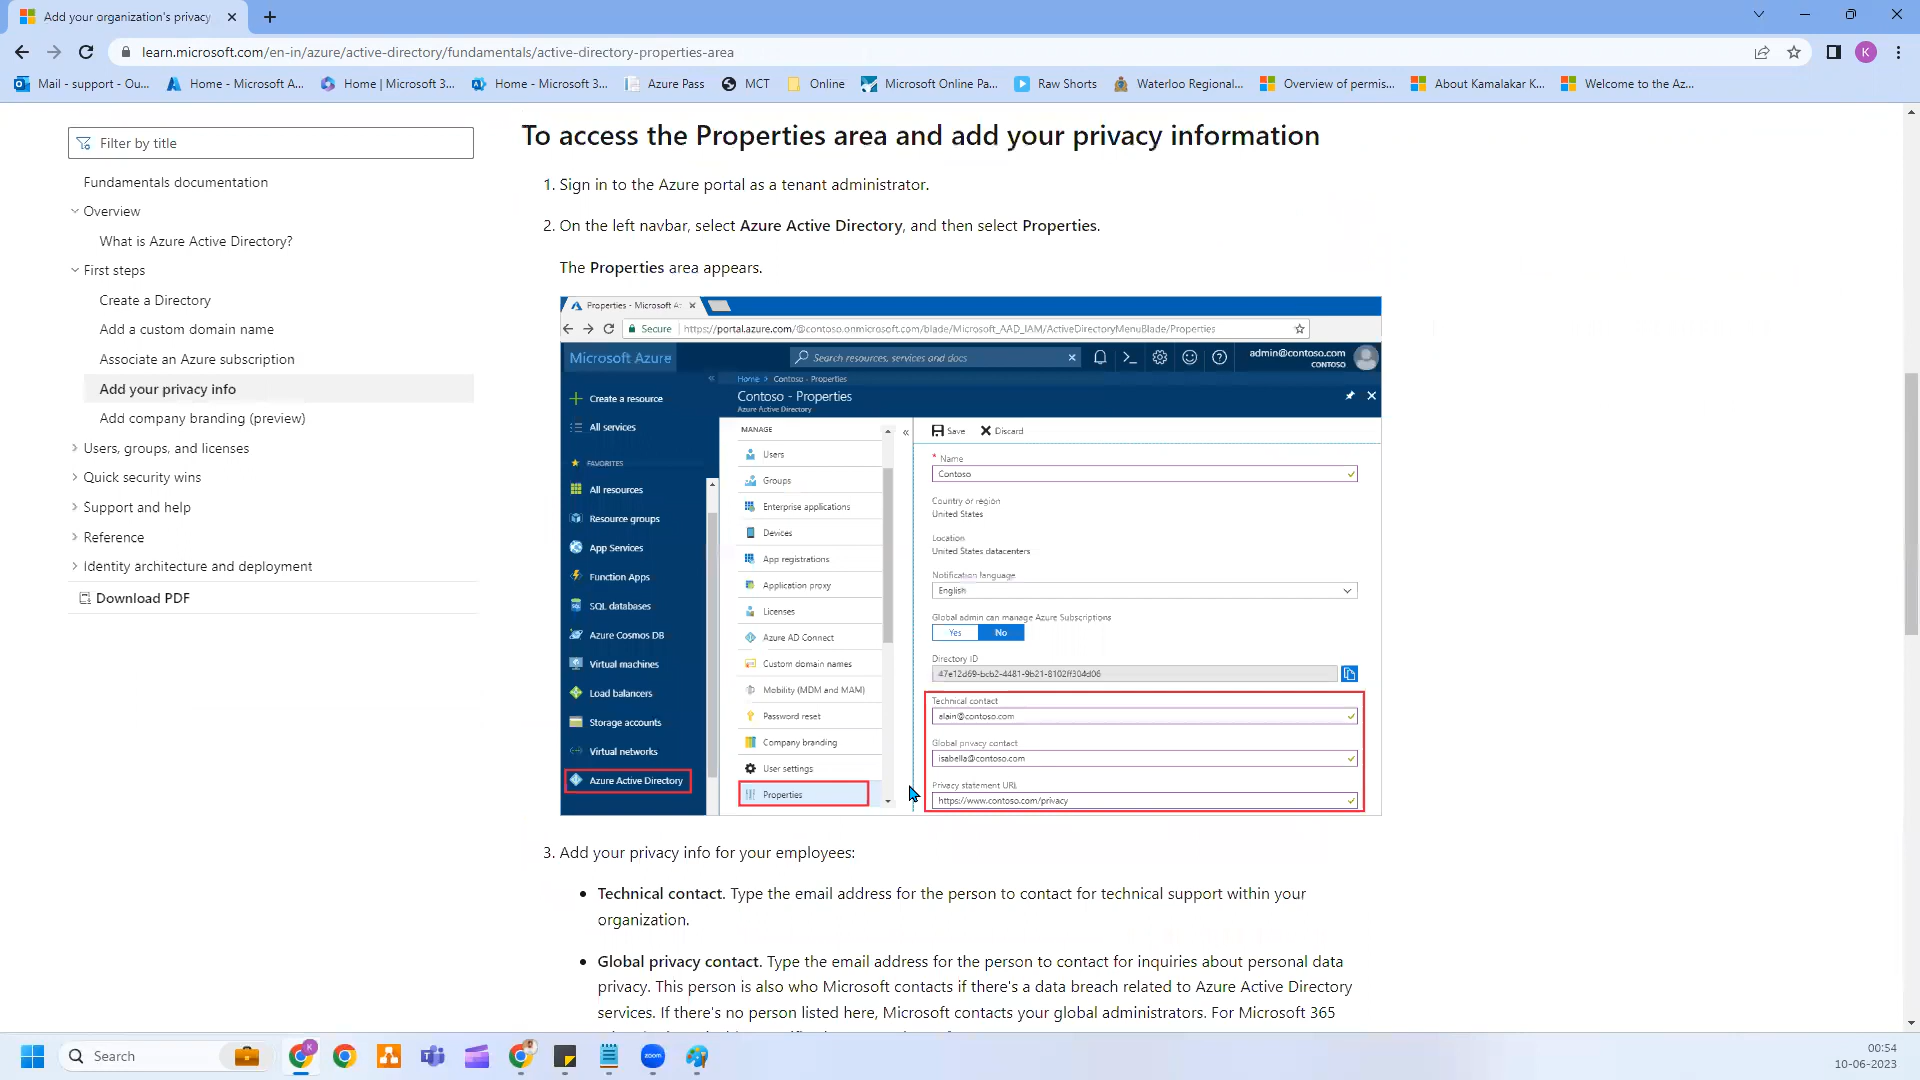 Add your organization's privacy
learn.microsoft.com/en-in/azure/active-directory/fundamentals/active-directory-properties-area
K
Mail - support - Ou...
Home - Microsoft A...
Home | Microsoft 3...
Home - Microsoft 3...
Azure Pass
MCT
Online
Microsoft Online Pa...
Raw Shorts
Waterloo Regional...
Overview of permis...
About Kamalakar K...
Welcome to the Az...
Filter by title
Fundamentals documentation
Overview
What is Azure Active Directory?
First steps
Create a Directory
Add a custom domain name
Associate an Azure subscription
Add your privacy info
Add company branding (preview)
Users, groups, and licenses
Quick security wins
Support and help
Reference
Identity architecture and deployment
Download PDF
To access the Properties area and add your privacy information
1. Sign in to the Azure portal as a tenant administrator.
2. On the left navbar, select Azure Active Directory, and then select Properties.
The Properties area appears.
Properties - Microsoft A
Secure
https://portal.azure.com/@contoso.onmicrosoft.com/blade/Microsoft_AAD_IAM/ActiveDirectoryMenuBlade/Properties
Microsoft Azure
Search resources, services and docs
admin@contoso.com
CONTOSO
Home > Contoso - Properties
Contoso - Properties
Azure Active Directory
Create a resource
All services
FAVORITES
All resources
Resource groups
App Services
Function Apps
SQL databases
Azure Cosmos DB
Virtual machines
Load balancers
Storage accounts
Virtual networks
Azure Active Directory
MANAGE
Users
Groups
Enterprise applications
Devices
App registrations
Application proxy
Licenses
Azure AD Connect
Custom domain names
Mobility (MDM and MAM)
Password reset
Company branding
User settings
Properties
Save
Discard
* Name
Contoso
Country or region
United States
Location
United States datacenters
Notification language
English
Global admin can manage Azure Subscriptions
Yes
No
Directory ID
47e12d69-bcb2-4481-9b21-8102ff304d06
Technical contact
alain@contoso.com
Global privacy contact
isabella@contoso.com
Privacy statement URL
https://www.contoso.com/privacy
3. Add your privacy info for your employees:
• Technical contact. Type the email address for the person to contact for technical support within your
organization.
• Global privacy contact. Type the email address for the person to contact for inquiries about personal data
privacy. This person is also who Microsoft contacts if there's a data breach related to Azure Active Directory
services. If there's no person listed here, Microsoft contacts your global administrators. For Microsoft 365
Search
K
zoom
00:54
10-06-2023